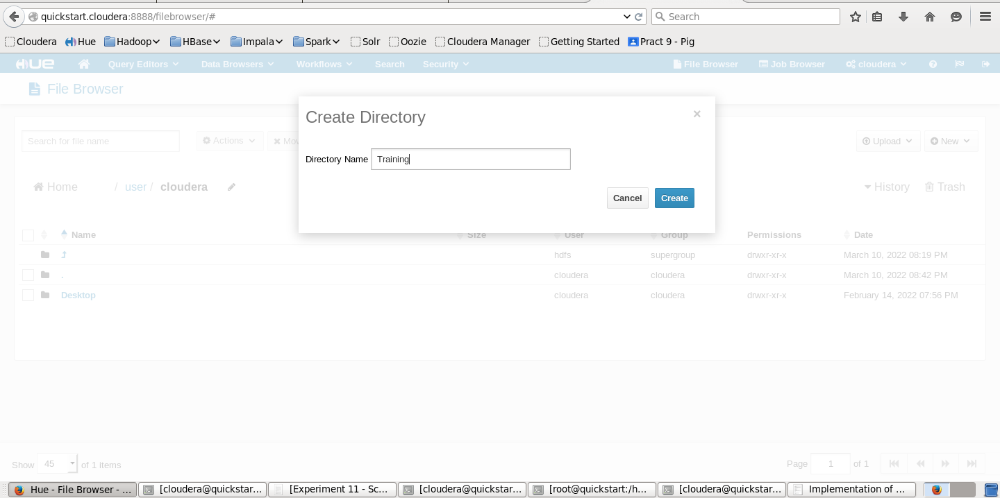 quickstart.cloudera:8888/filebrowser/# Search
Cloudera Hue Hadoop HBase Impala Spark Solr Oozie Cloudera Manager Getting Started Pract 9 - Pig
HUE Query Editors Data Browsers Workflows Search Security File Browser Job Browser cloudera
File Browser
Create Directory ×
Search for file name Actions Mov Upload New
Directory Name Training
Home / user / cloudera History Trash
Cancel Create
Name Size User Group Permissions Date
hdfs supergroup drwxr-xr-x March 10, 2022 08:19 PM
. cloudera cloudera drwxr-xr-x March 10, 2022 08:42 PM
Desktop cloudera cloudera drwxr-xr-x February 14, 2022 07:56 PM
Show 45 of 1 items Page 1 of 1
Hue - File Browser - ... [cloudera@quickstar... [Experiment 11 - Sc... [cloudera@quickstar... [root@quickstart:/h... [cloudera@quickstar... Implementation of ...